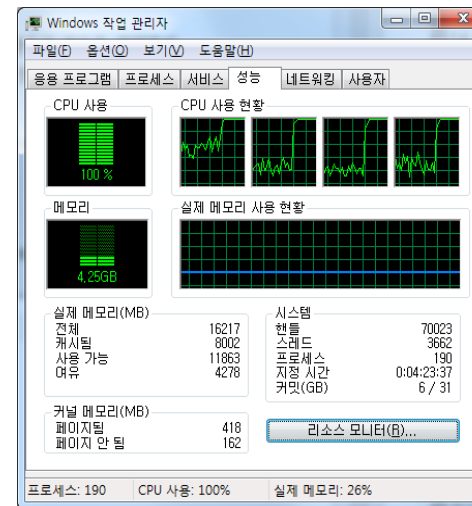 Windows 작업 관리자
파일(F) 옵션(O) 보기(V) 도움말(H)
응용 프로그램 프로세스 서비스 성능 네트워킹 사용자
CPU 사용 CPU 사용 현황
100 %
메모리 실제 메모리 사용 현황
4,25GB
실제 메모리(MB)
전체 16217
캐시됨 8002
사용 가능 11863
여유 4278
시스템
핸들 70023
스레드 3662
프로세스 190
지정 시간 0:04:23:37
커밋(GB) 6 / 31
커널 메모리(MB)
페이지됨 418
페이지 안 됨 162
리소스 모니터(R)...
프로세스: 190 CPU 사용: 100% 실제 메모리: 26%